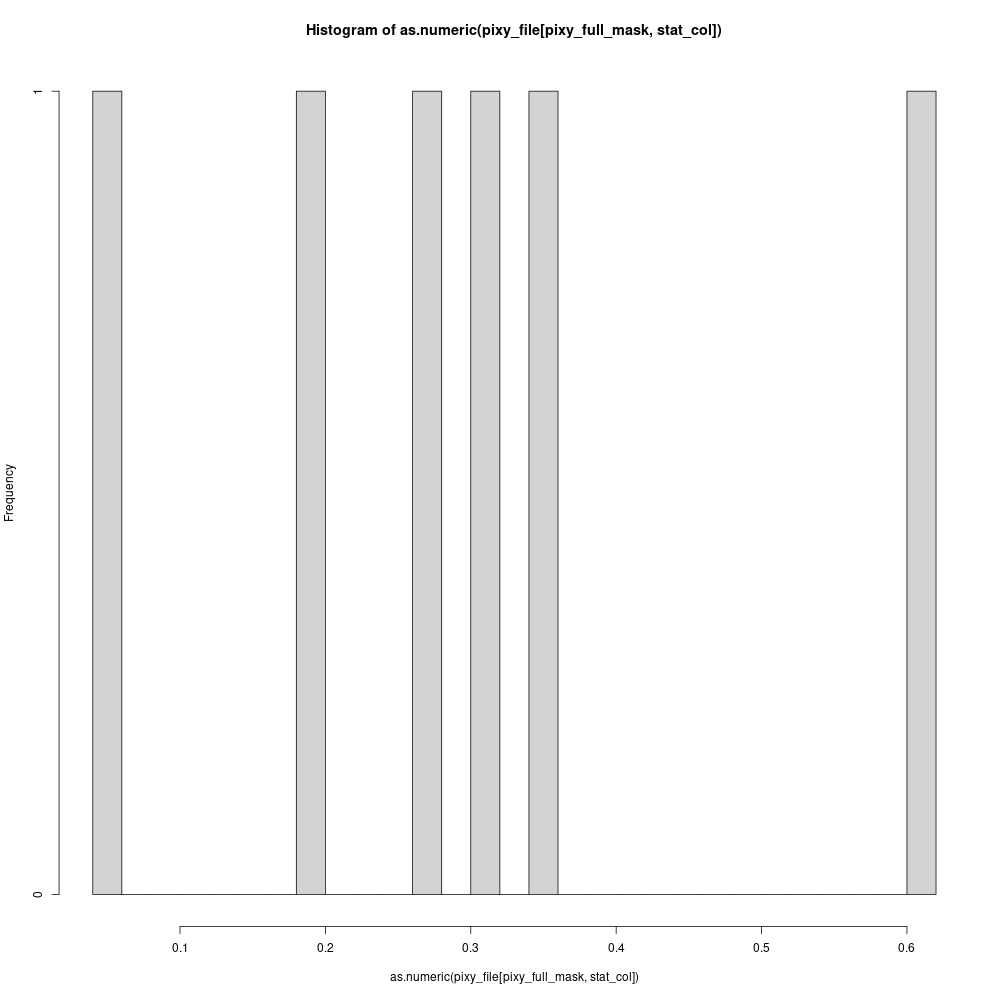 Histogram of as.numeric(pixy_file[pixy_full_mask, stat_col])
1
Frequency
0
0.1 0.2 0.3 0.4 0.5 0.6
as.numeric(pixy_file[pixy_full_mask, stat_col])